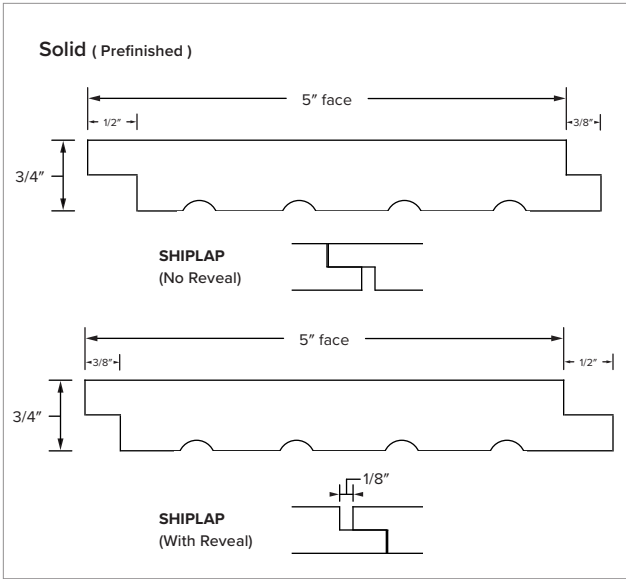 Solid ( Prefinished )
5″ face
1/2″
3/8″
3/4″
SHIPLAP
(No Reveal)
5″ face
3/8″
1/2″
3/4″
1/8″
SHIPLAP
(With Reveal)